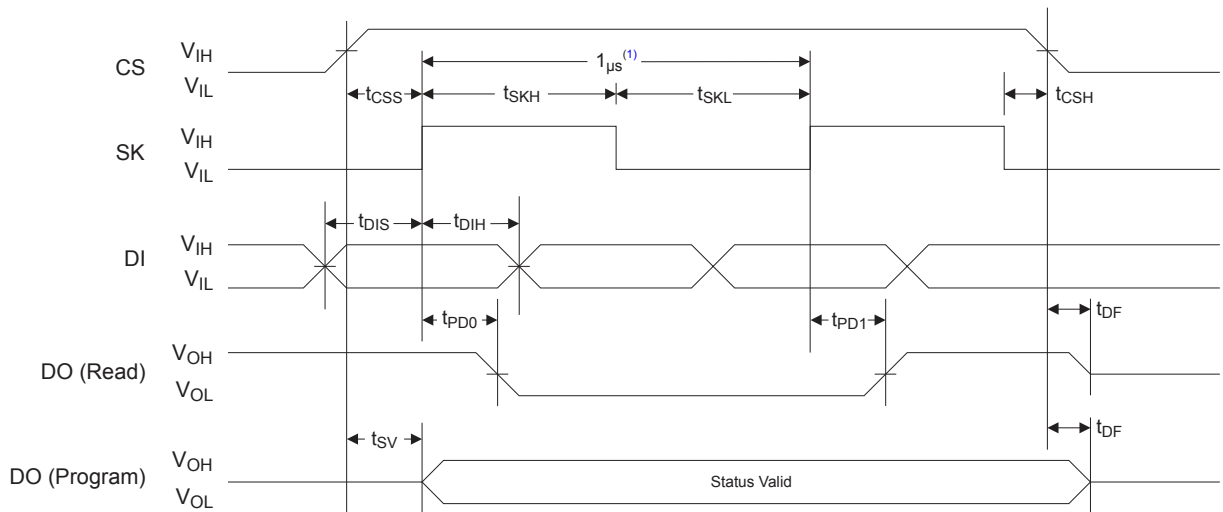 CS
V_IH
V_IL
1_µs^(1)
t_CSS
t_SKH
t_SKL
t_CSH
SK
V_IH
V_IL
t_DIS
t_DIH
DI
V_IH
V_IL
t_PD0
t_PD1
t_DF
DO (Read)
V_OH
V_OL
t_SV
t_DF
DO (Program)
V_OH
V_OL
Status Valid